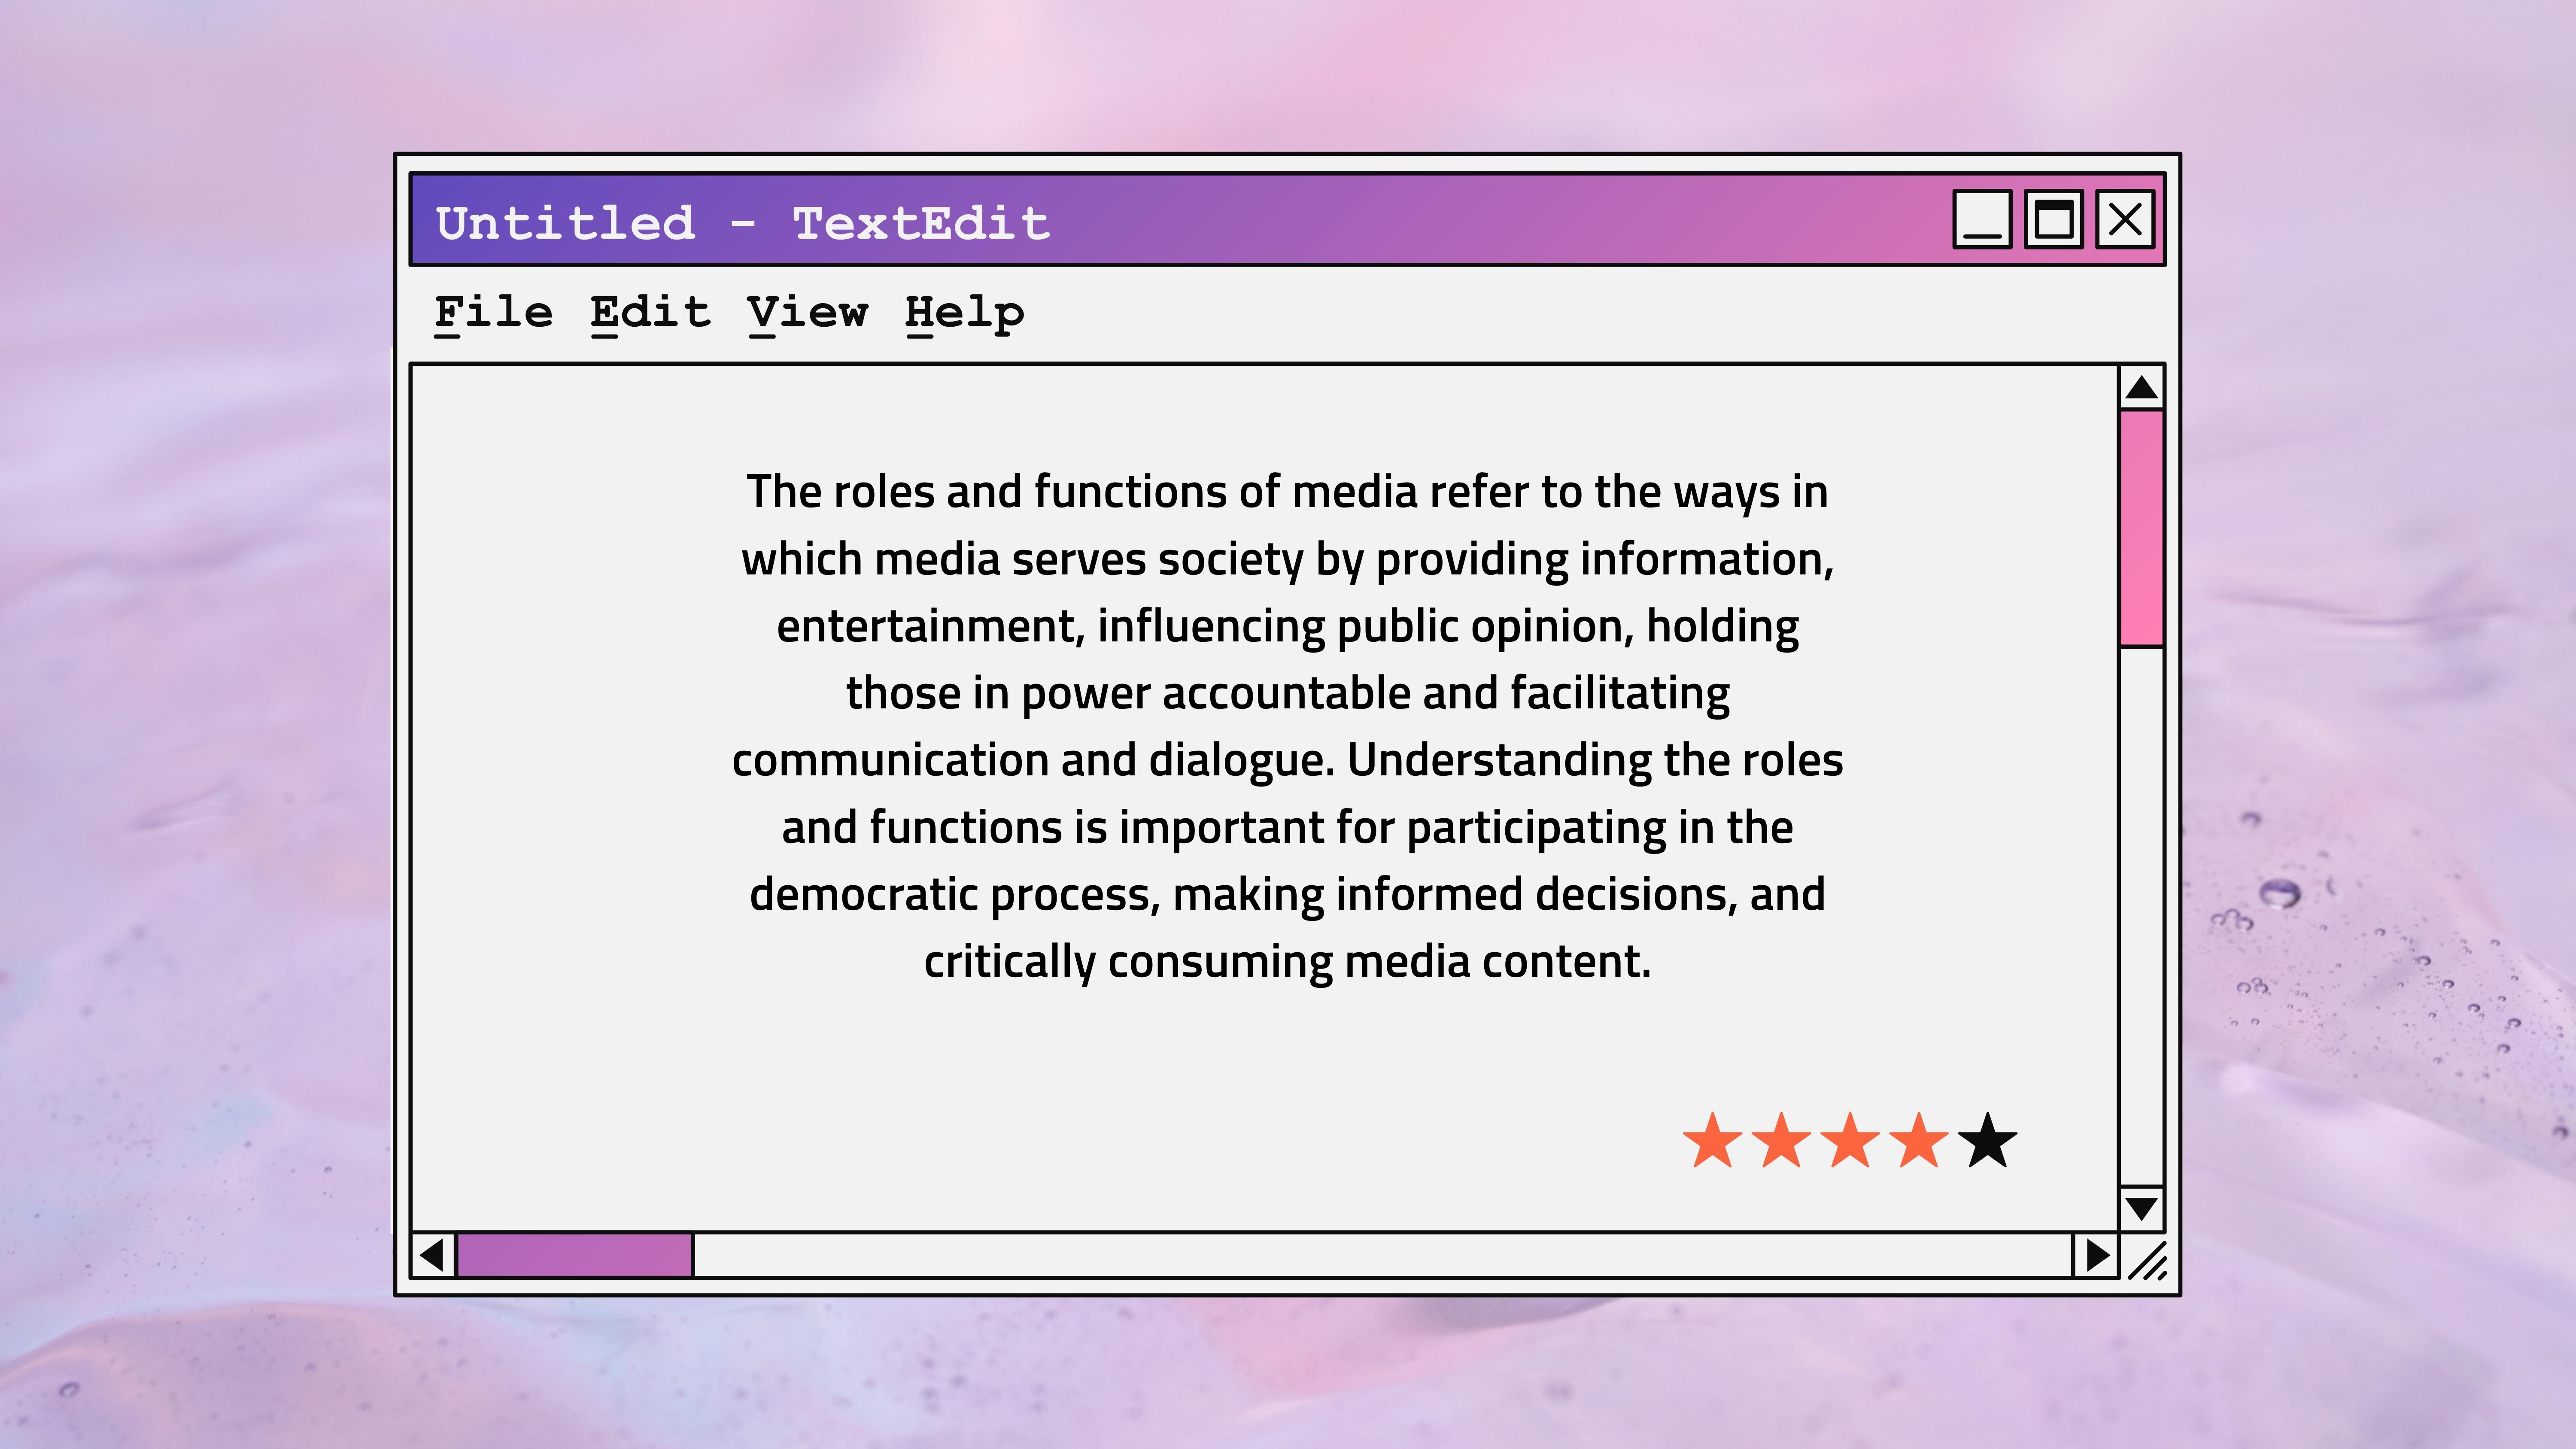 Untitled - TextEdit
File Edit View Help
The roles and functions of media refer to the ways in
which media serves society by providing information,
entertainment, influencing public opinion, holding
those in power accountable and facilitating
communication and dialogue. Understanding the roles
and functions is important for participating in the
democratic process, making informed decisions, and
critically consuming media content.